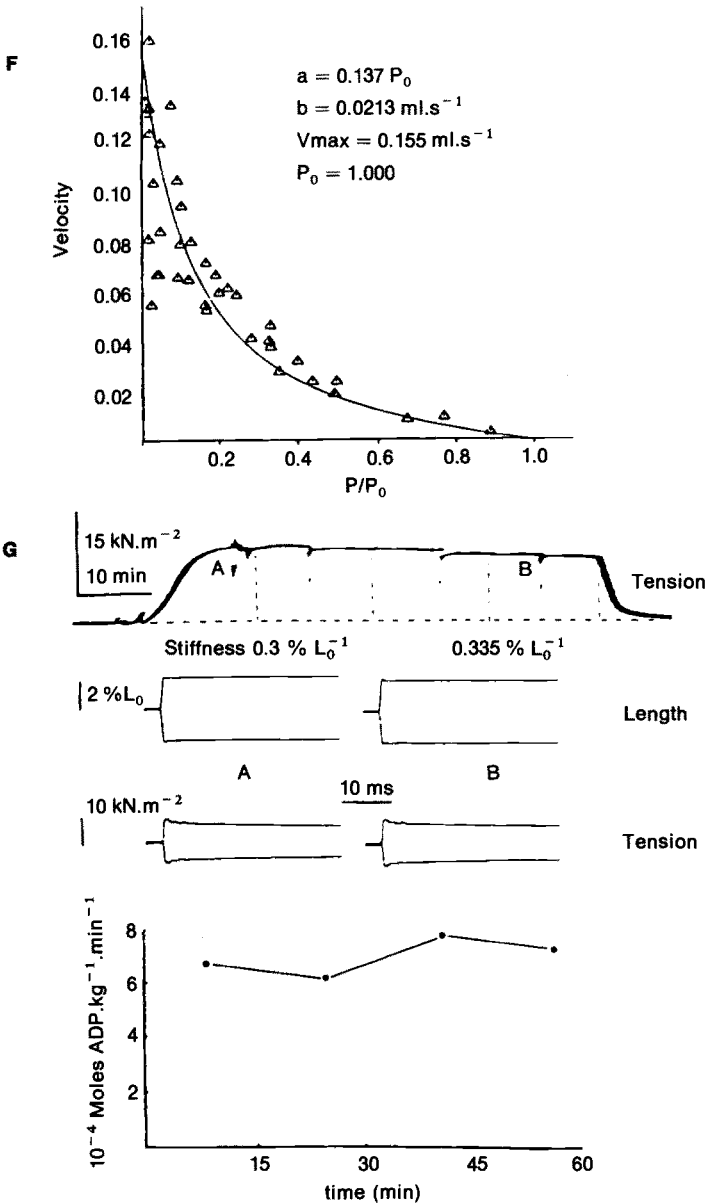 F
0.16
0.14
0.12
0.10
0.08
0.06
0.04
0.02
Velocity
a = 0.137 P₀
b = 0.0213 ml.s⁻¹
Vmax = 0.155 ml.s⁻¹
P₀ = 1.000
0.2 0.4 0.6 0.8 1.0
P/P₀
G
15 kN.m⁻²
10 min
A
B
Tension
Stiffness 0.3 % L₀⁻¹ 0.335 % L₀⁻¹
2 %L₀
Length
A B
10 ms
10 kN.m⁻²
Tension
10⁻⁴ Moles ADP.kg⁻¹.min⁻¹
8
6
4
2
15 30 45 60
time (min)